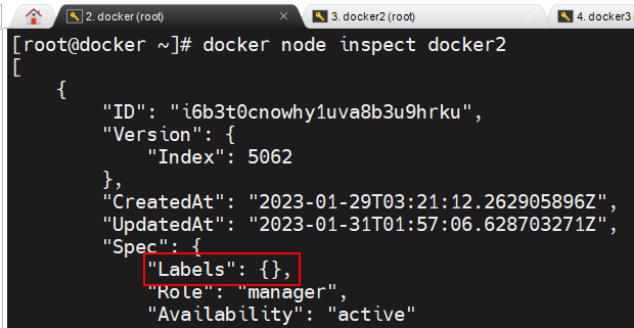 2. docker (root)
3. docker2 (root)
4. docker3
[root@docker ~]# docker node inspect docker2
[
    {
        "ID": "i6b3t0cnowhy1uva8b3u9hrku",
        "Version": {
            "Index": 5062
        },
        "CreatedAt": "2023-01-29T03:21:12.262905896Z",
        "UpdatedAt": "2023-01-31T01:57:06.628703271Z",
        "Spec": {
            "Labels": {},
            "Role": "manager",
            "Availability": "active"